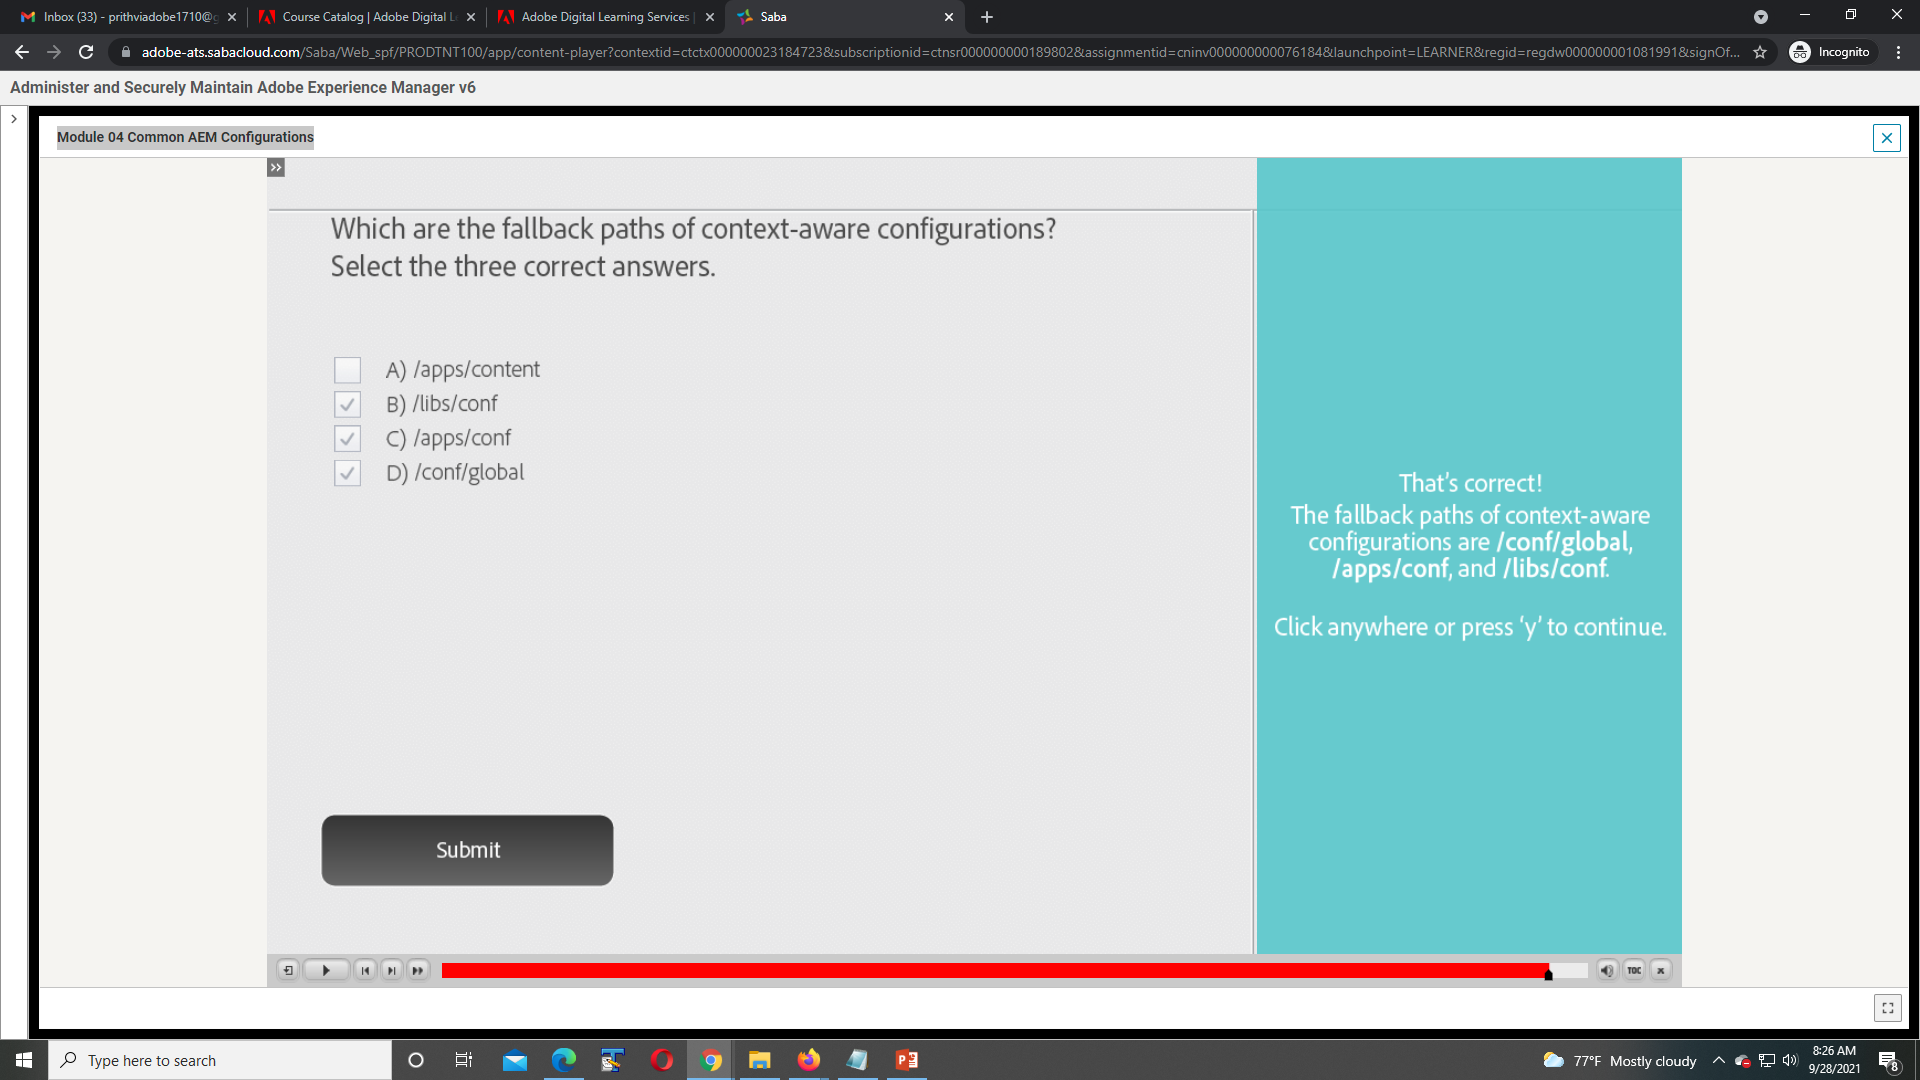 Inbox (33) - prithviadobe1710@g
Course Catalog | Adobe Digital L
Adobe Digital Learning Services |
Saba
adobe-ats.sabacloud.com/Saba/Web_spf/PRODTNT100/app/content-player?contextid=ctctx000000023184723&subscriptionid=ctnsr000000000189802&assignmentid=cninv000000000076184&launchpoint=LEARNER&regid=regdw000000001081991&signOf...
Incognito
Administer and Securely Maintain Adobe Experience Manager v6
Module 04 Common AEM Configurations
Which are the fallback paths of context-aware configurations?
Select the three correct answers.
A) /apps/content
B) /libs/conf
C) /apps/conf
D) /conf/global
Submit
That's correct!
The fallback paths of context-aware
configurations are /conf/global,
/apps/conf, and /libs/conf.
Click anywhere or press ‘y’ to continue.
TOC
Type here to search
77°F Mostly cloudy
8:26 AM
9/28/2021
8